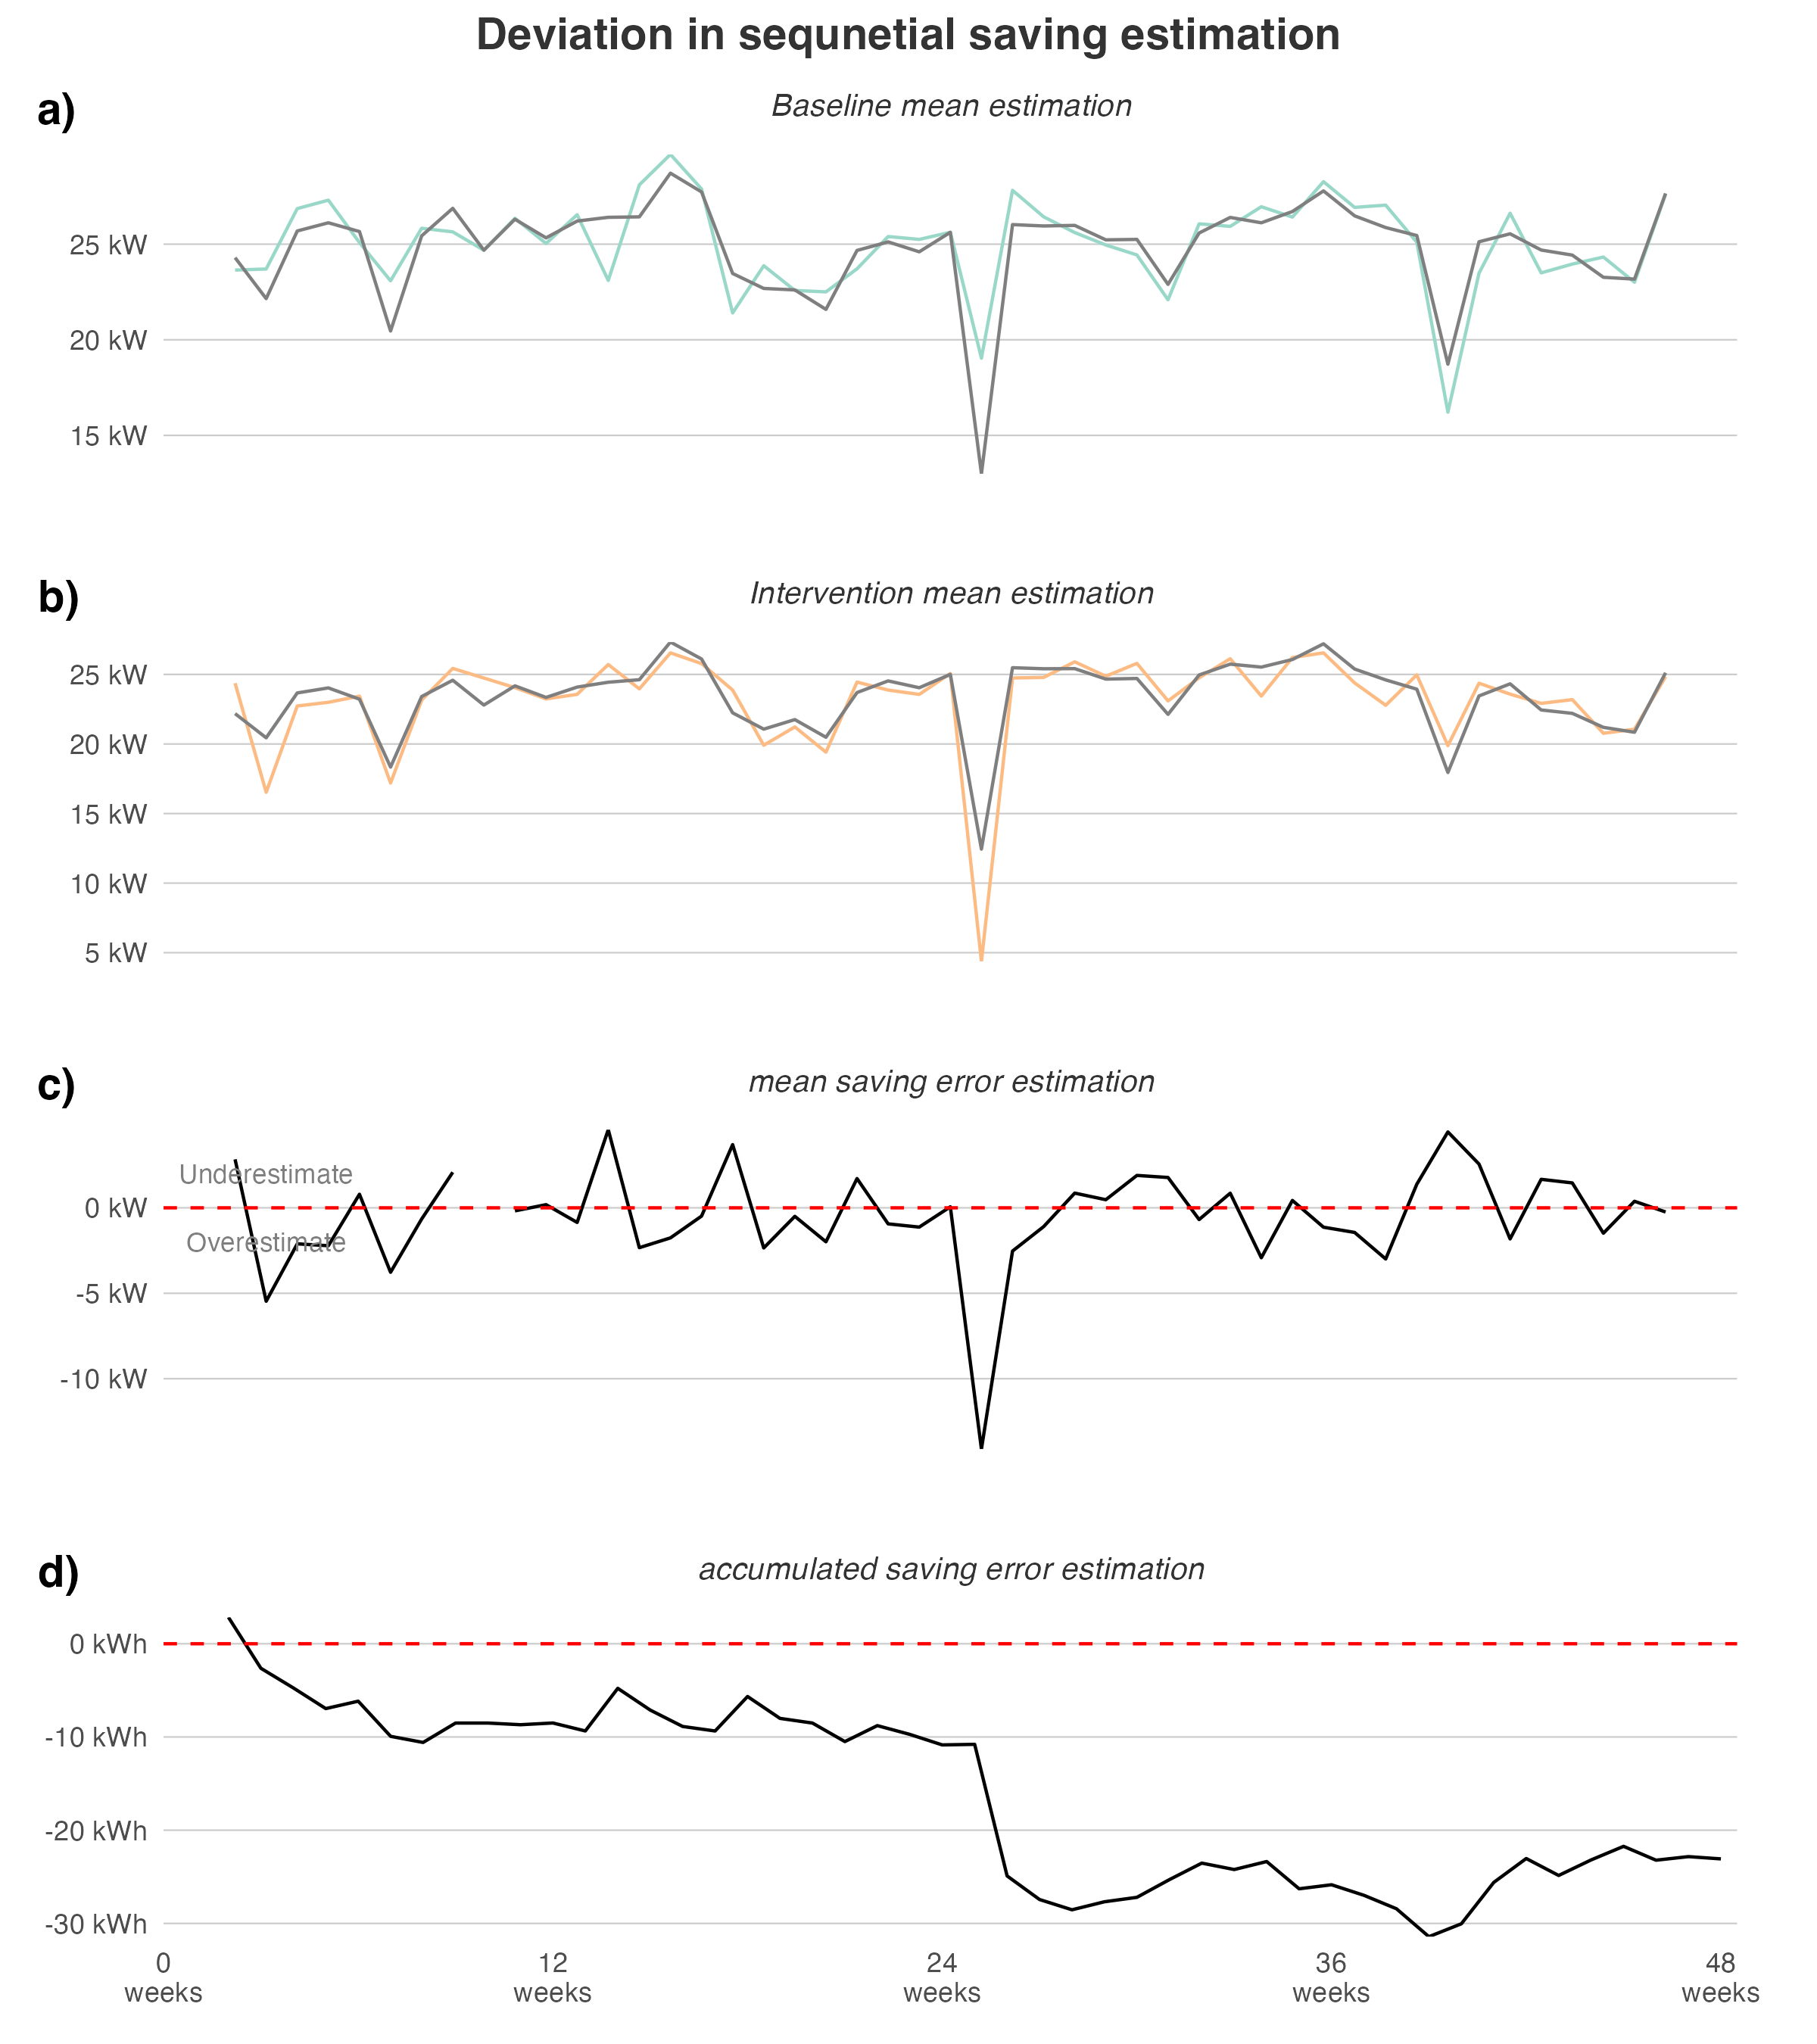 Deviation in sequnetial saving estimation
a)
Baseline mean estimation
25 kW
20 kW
15 kW
b)
Intervention mean estimation
25 kW
20 kW
15 kW
10 kW
5 kW
c)
mean saving error estimation
Underestimate
0 kW
Overestimate
-5 kW
-10 kW
d)
accumulated saving error estimation
0 kWh
-10 kWh
-20 kWh
-30 kWh
0 12 24 36 48
weeks weeks weeks weeks weeks